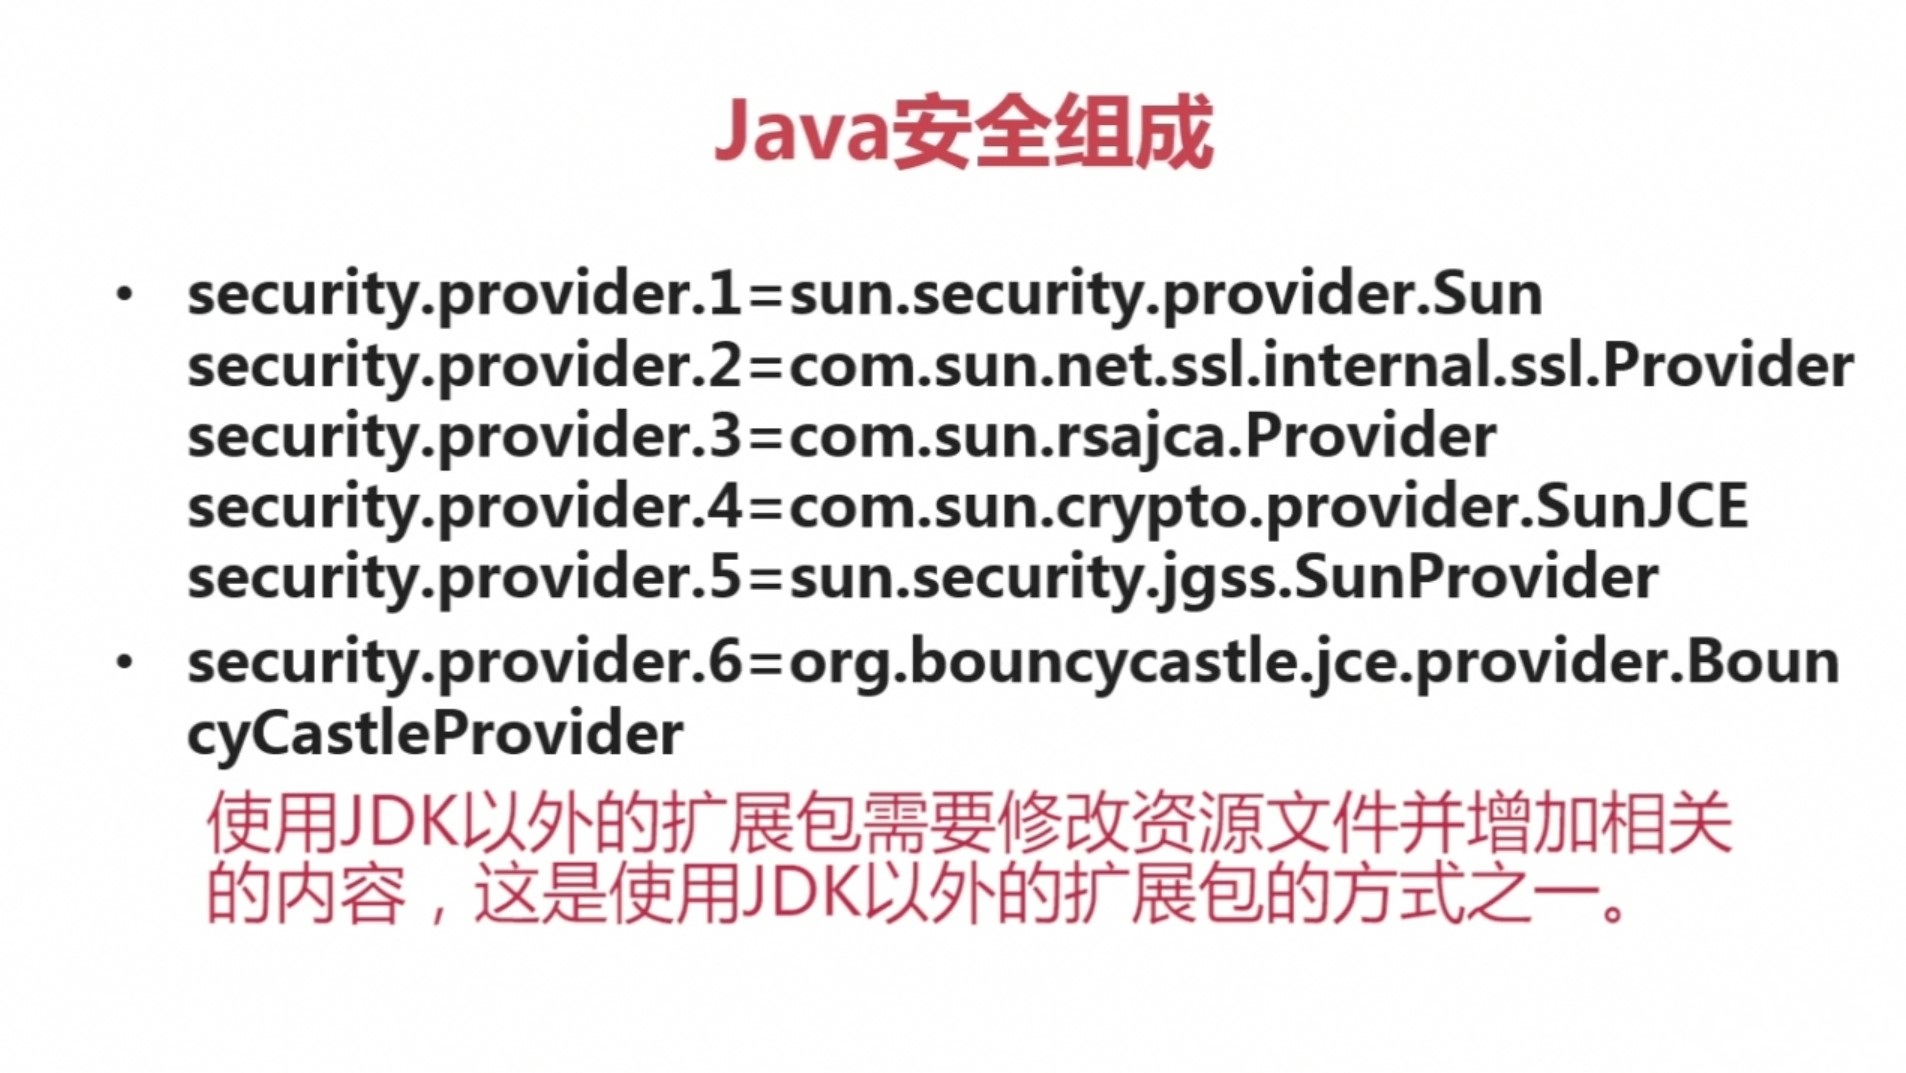 Java安全组成
• security.provider.1=sun.security.provider.Sun
security.provider.2=com.sun.net.ssl.internal.ssl.Provider
security.provider.3=com.sun.rsajca.Provider
security.provider.4=com.sun.crypto.provider.SunJCE
security.provider.5=sun.security.jgss.SunProvider
• security.provider.6=org.bouncycastle.jce.provider.Boun
cyCastleProvider
使用JDK以外的扩展包需要修改资源文件并增加相关
的内容，这是使用JDK以外的扩展包的方式之一。